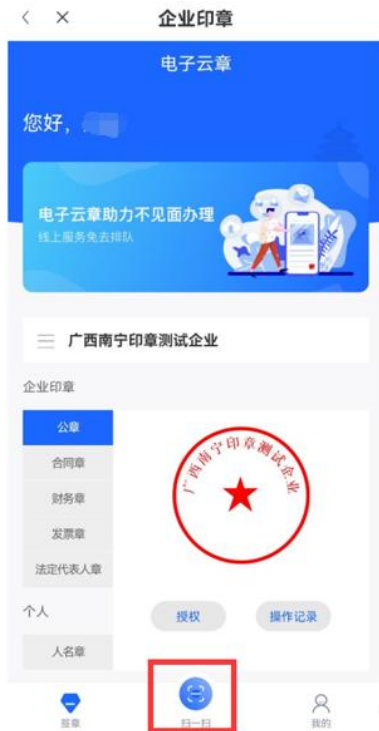 企业印章
电子云章
您好，
电子云章助力不见面办理
线上服务免去排队
广西南宁印章测试企业
企业印章
公章
合同章
财务章
发票章
法定代表人章
广西南宁印章测试企业
授权
操作记录
个人
人名章
签章
扫一扫
我的